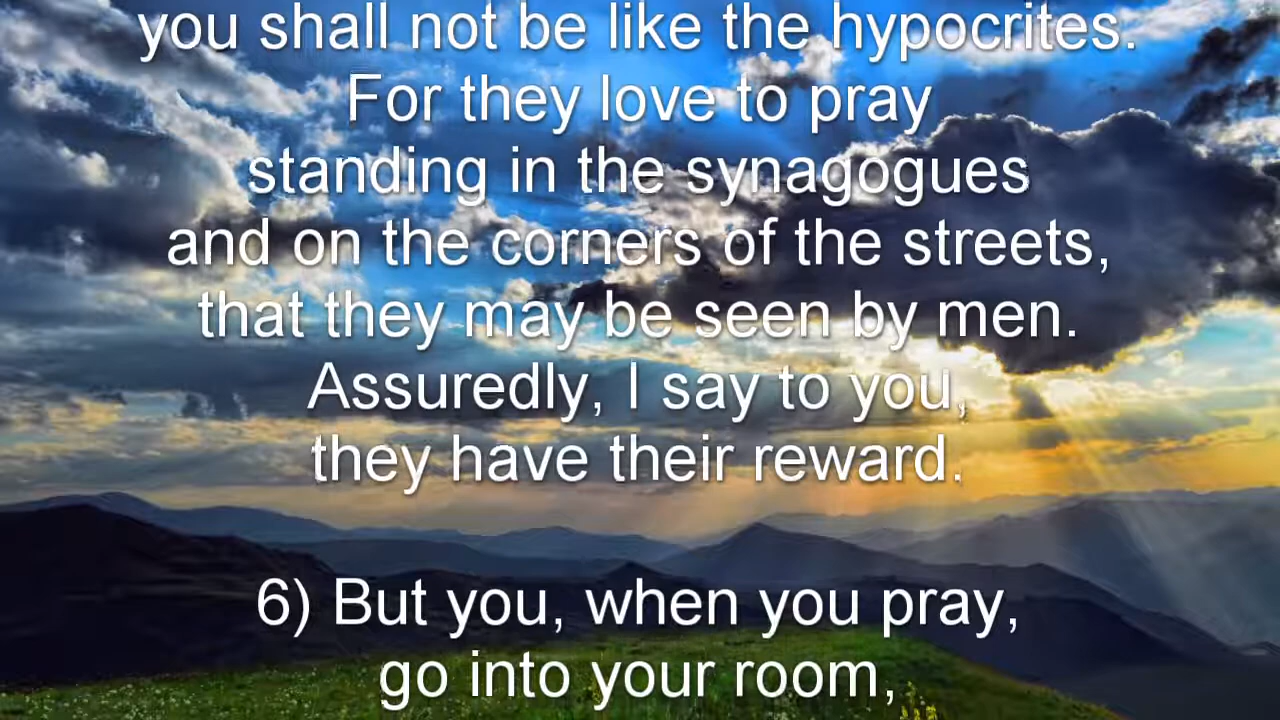 you shall not be like the hypocrites.
For they love to pray
standing in the synagogues
and on the corners of the streets,
that they may be seen by men.
Assuredly, I say to you,
they have their reward.
6) But you, when you pray,
go into your room,